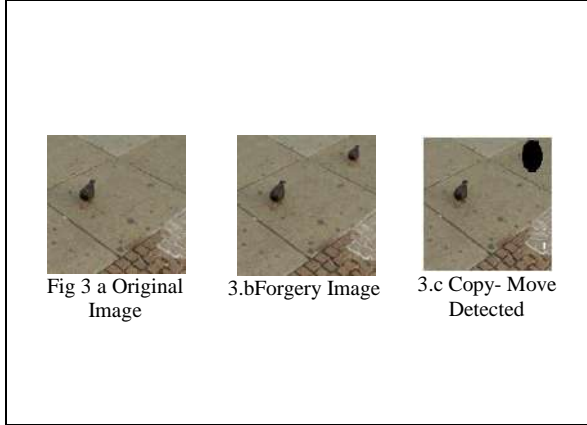 Fig 3 a Original
Image
3.bForgery Image
3.c Copy- Move
Detected